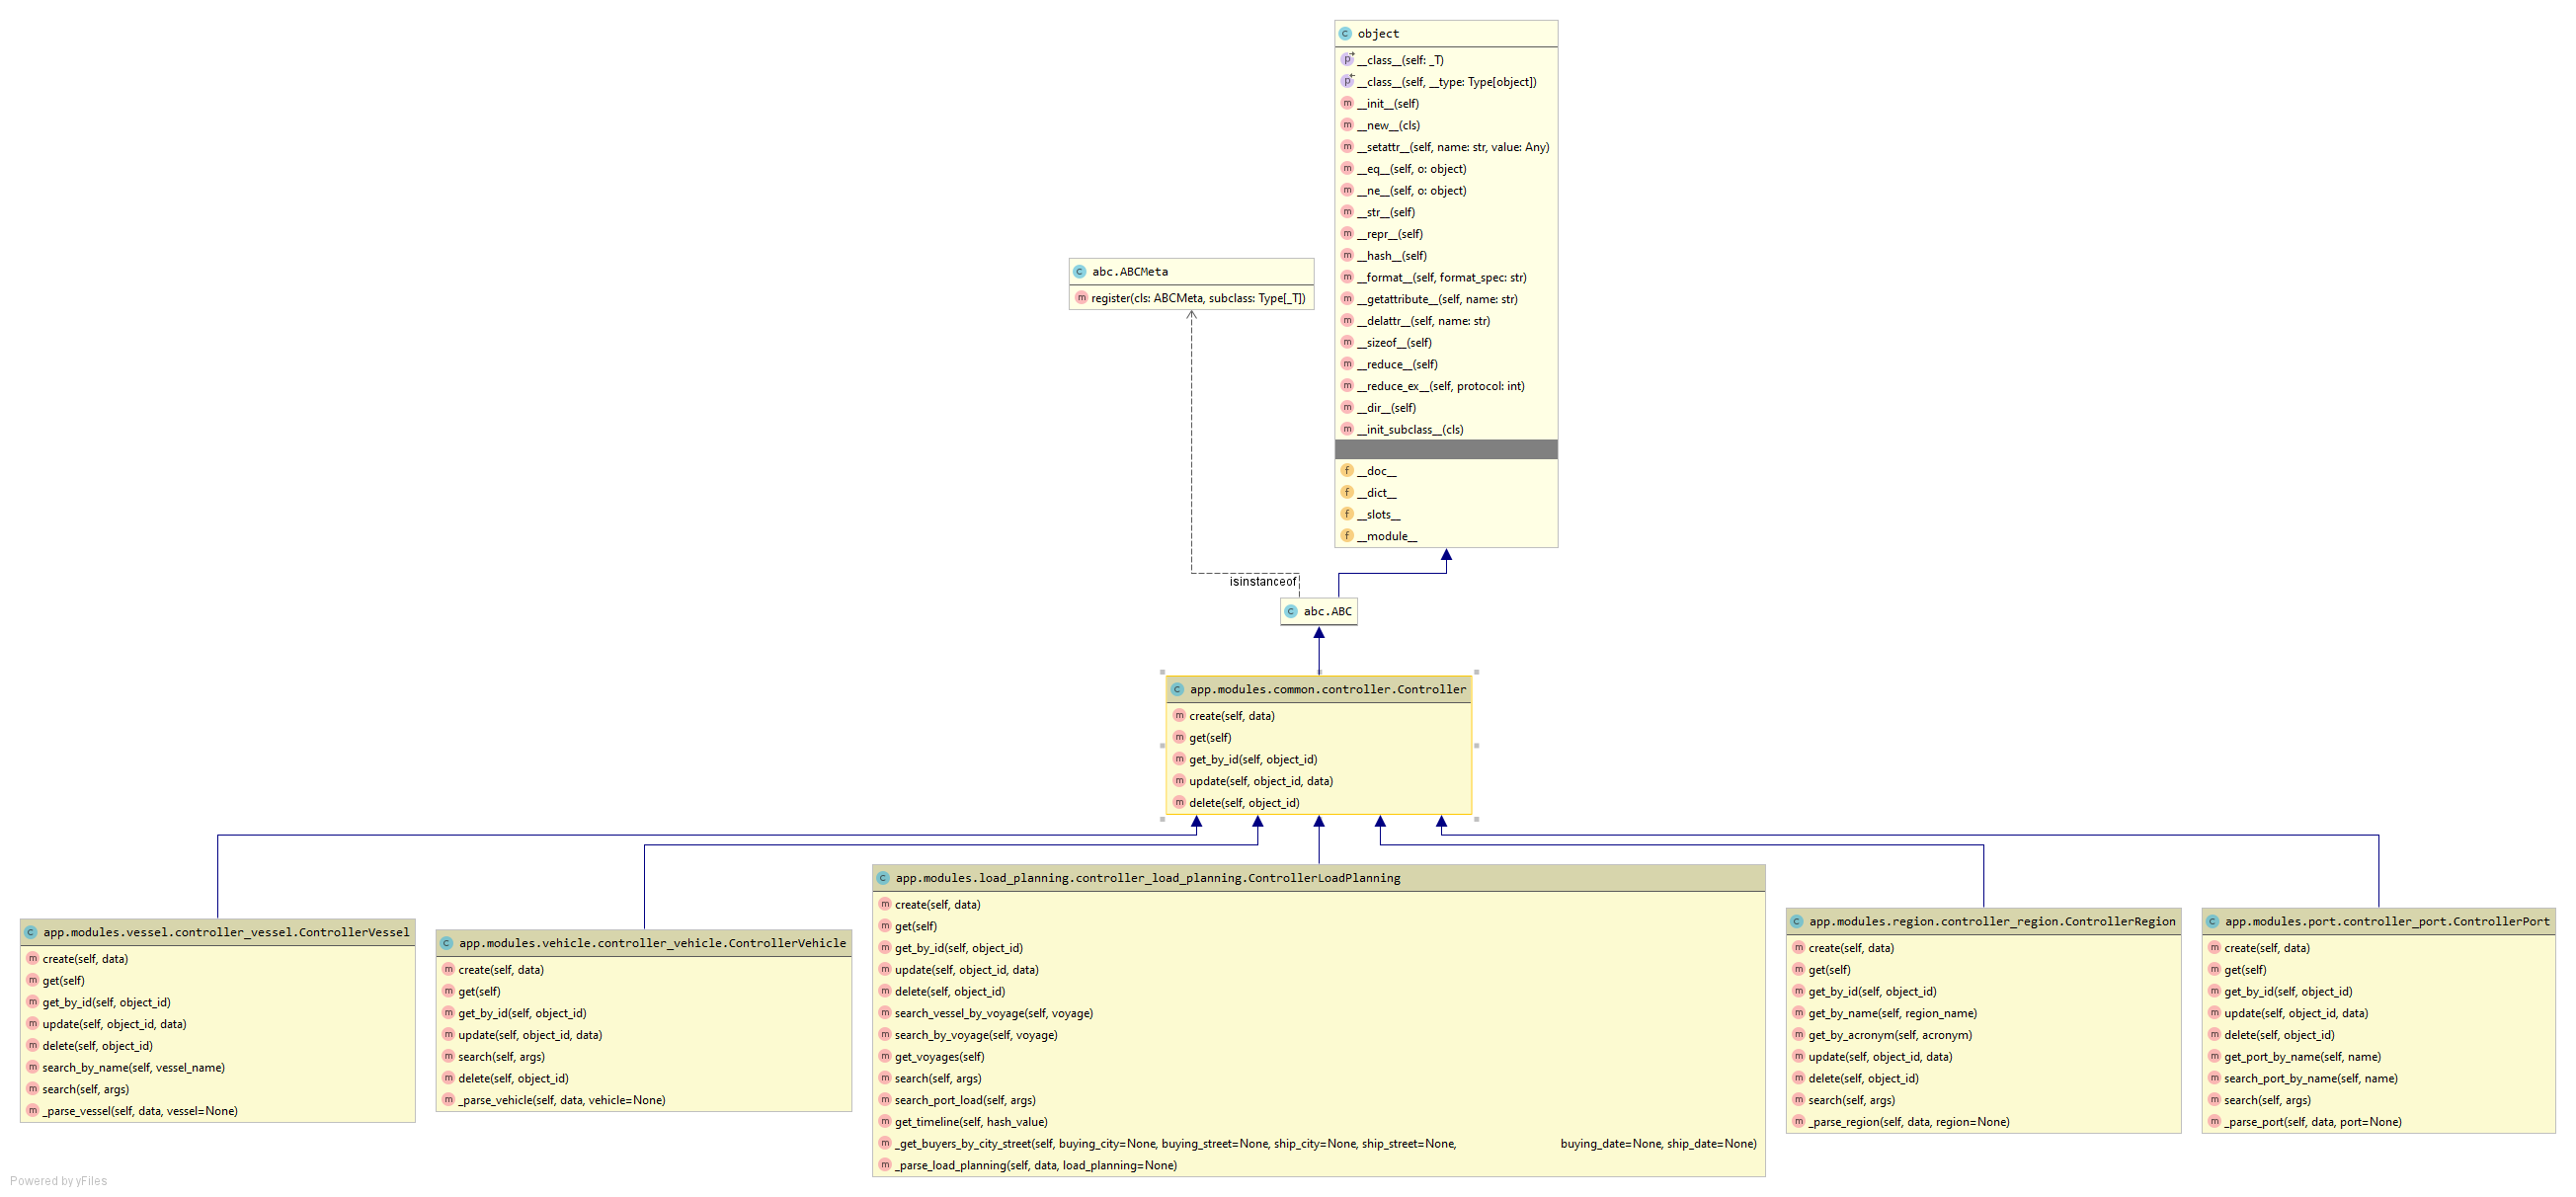 object
__class__(self: _T)
__class__(self, __type: Type[object])
__init__(self)
__new__(cls)
__setattr__(self, name: str, value: Any)
__eq__(self, o: object)
__ne__(self, o: object)
__str__(self)
__repr__(self)
__hash__(self)
__format__(self, format_spec: str)
__getattribute__(self, name: str)
__delattr__(self, name: str)
__sizeof__(self)
__reduce__(self)
__reduce_ex__(self, protocol: int)
__dir__(self)
__init_subclass__(cls)
__doc__
__dict__
__slots__
__module__
abc.ABCMeta
register(cls: ABCMeta, subclass: Type[_T])
isinstanceof
abc.ABC
app.modules.common.controller.Controller
create(self, data)
get(self)
get_by_id(self, object_id)
update(self, object_id, data)
delete(self, object_id)
app.modules.vessel.controller_vessel.ControllerVessel
create(self, data)
get(self)
get_by_id(self, object_id)
update(self, object_id, data)
delete(self, object_id)
search_by_name(self, vessel_name)
search(self, args)
_parse_vessel(self, data, vessel=None)
app.modules.vehicle.controller_vehicle.ControllerVehicle
create(self, data)
get(self)
get_by_id(self, object_id)
update(self, object_id, data)
search(self, args)
delete(self, object_id)
_parse_vehicle(self, data, vehicle=None)
app.modules.load_planning.controller_load_planning.ControllerLoadPlanning
create(self, data)
get(self)
get_by_id(self, object_id)
update(self, object_id, data)
delete(self, object_id)
search_vessel_by_voyage(self, voyage)
search_by_voyage(self, voyage)
get_voyages(self)
search(self, args)
search_port_load(self, args)
get_timeline(self, hash_value)
_get_buyers_by_city_street(self, buying_city=None, buying_street=None, ship_city=None, ship_street=None, buying_date=None, ship_date=None)
_parse_load_planning(self, data, load_planning=None)
app.modules.region.controller_region.ControllerRegion
create(self, data)
get(self)
get_by_id(self, object_id)
get_by_name(self, region_name)
get_by_acronym(self, acronym)
update(self, object_id, data)
delete(self, object_id)
search(self, args)
_parse_region(self, data, region=None)
app.modules.port.controller_port.ControllerPort
create(self, data)
get(self)
get_by_id(self, object_id)
update(self, object_id, data)
delete(self, object_id)
get_port_by_name(self, name)
search_port_by_name(self, name)
search(self, args)
_parse_port(self, data, port=None)
Powered by yFiles